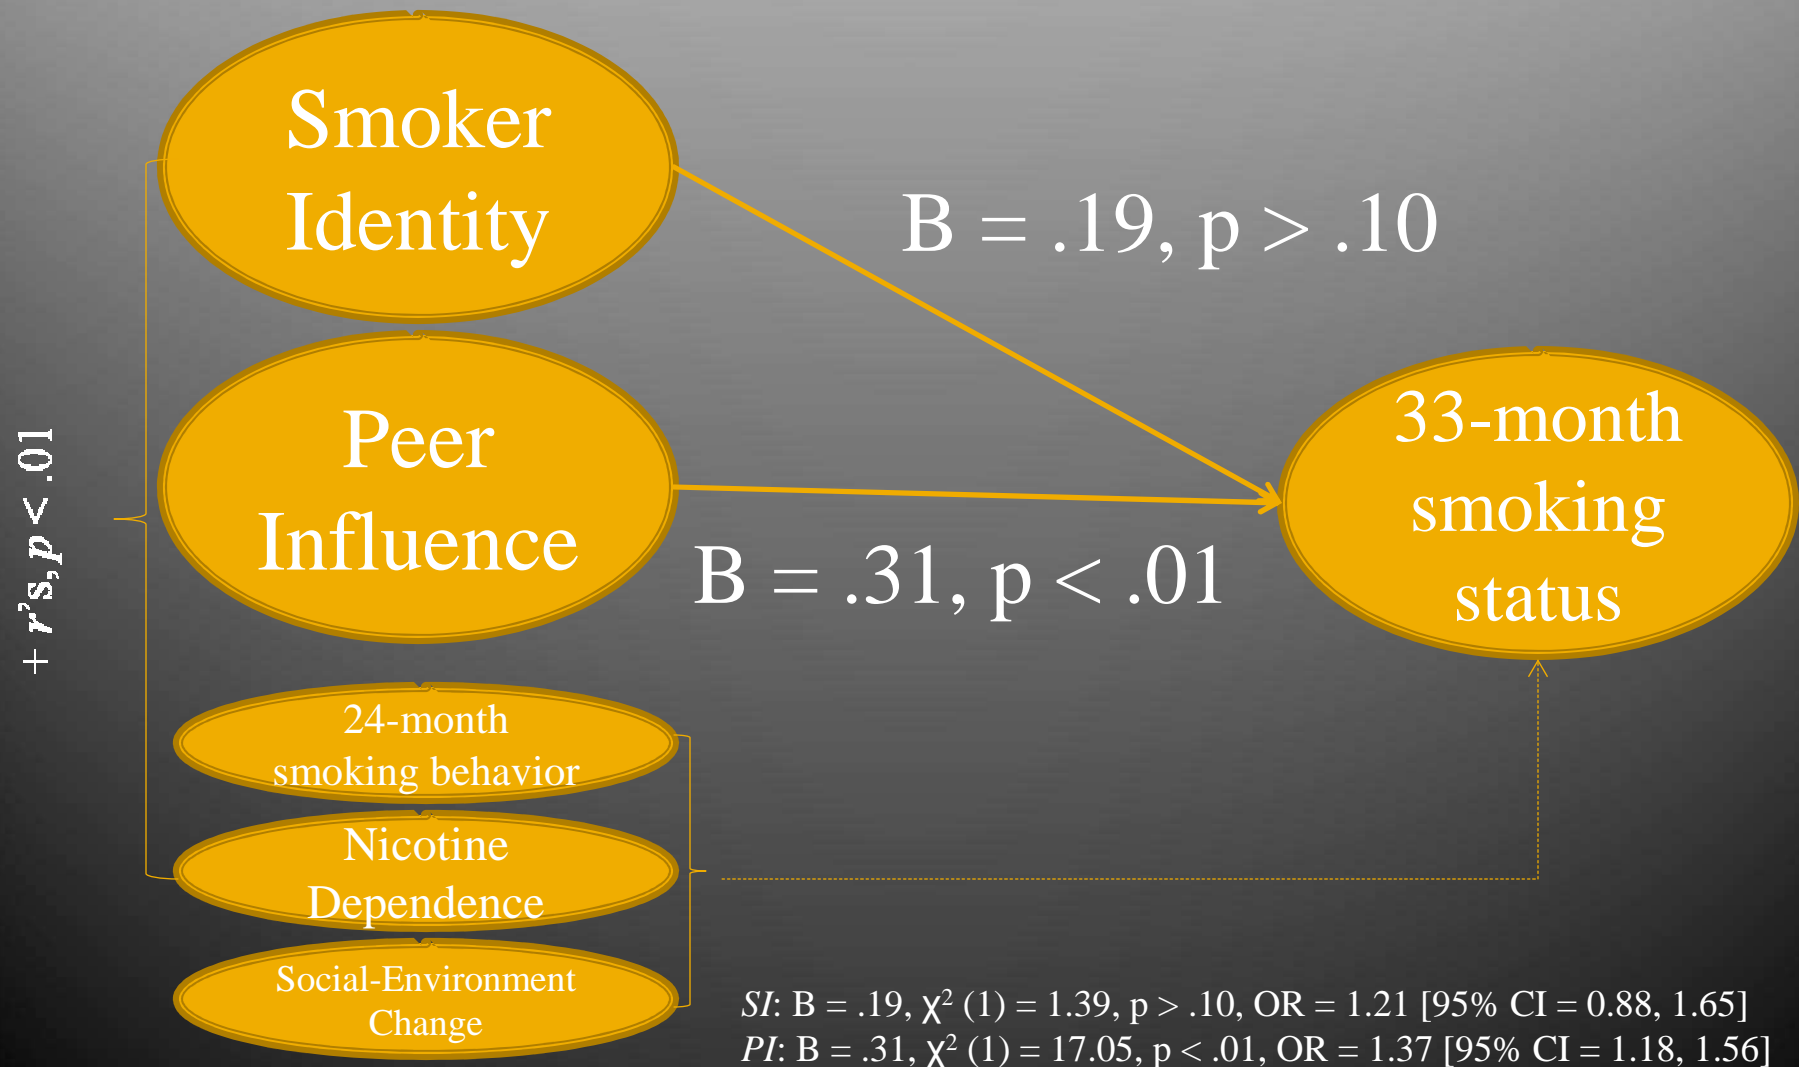 Smoker
Identity
B = .19, p > .10
Peer
Influence
B = .31, p < .01
33-month
smoking
status
+ r's, p < .01
24-month
smoking behavior
Nicotine
Dependence
Social-Environment
Change
SI: B = .19, χ² (1) = 1.39, p > .10, OR = 1.21 [95% CI = 0.88, 1.65]
PI: B = .31, χ² (1) = 17.05, p < .01, OR = 1.37 [95% CI = 1.18, 1.56]